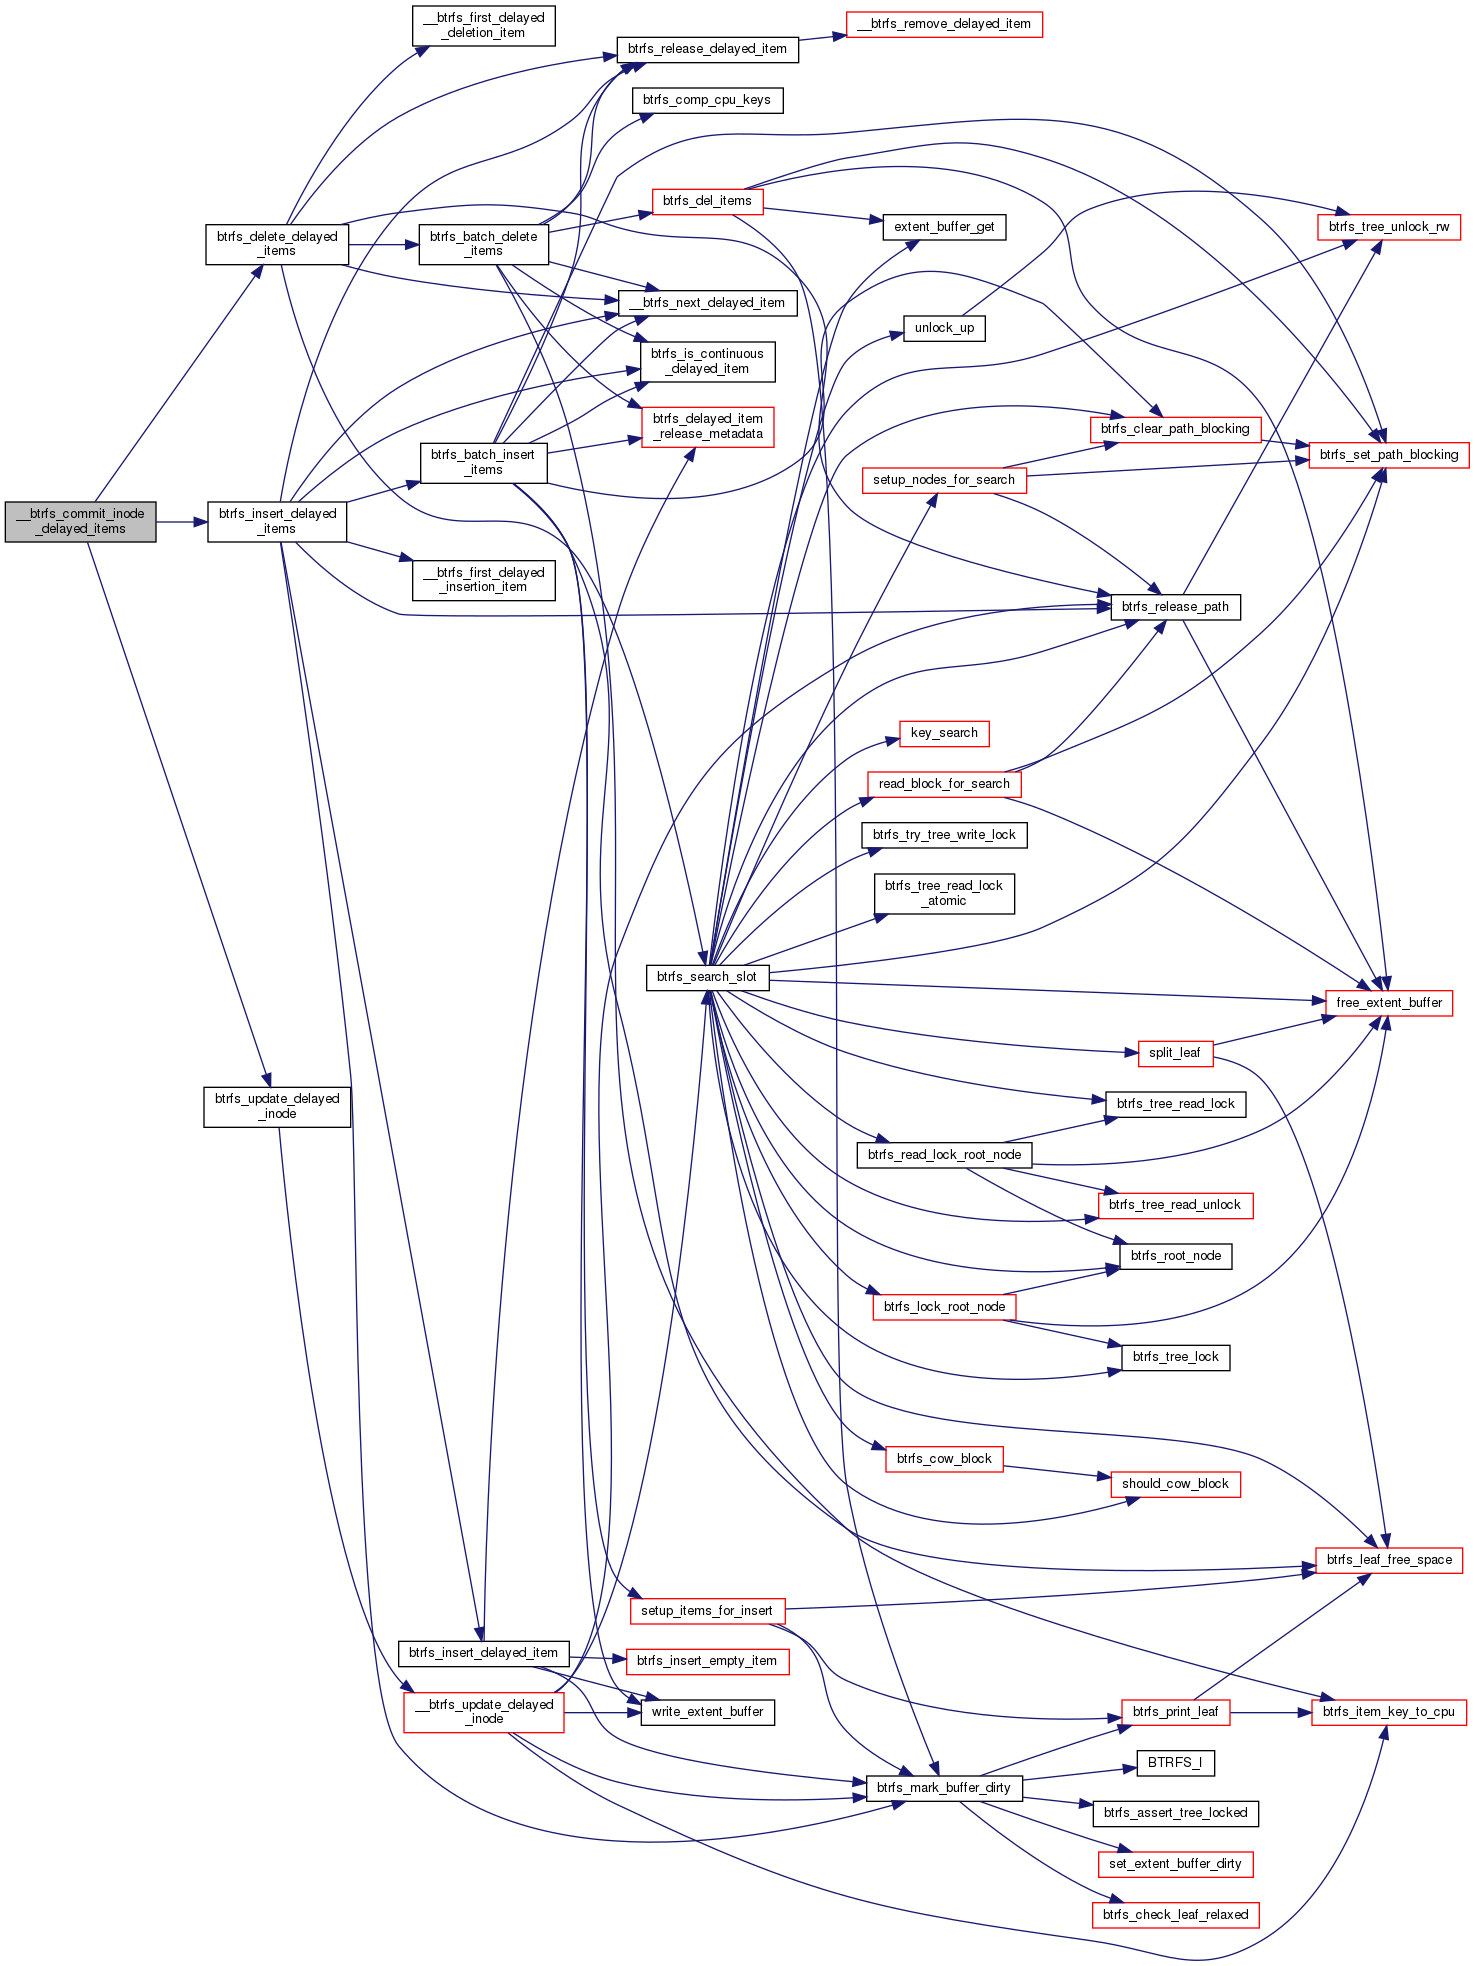 __btrfs_first_delayed
_deletion_item
btrfs_release_delayed_item
__btrfs_remove_delayed_item
btrfs_comp_cpu_keys
btrfs_del_items
extent_buffer_get
btrfs_tree_unlock_rw
btrfs_delete_delayed
_items
btrfs_batch_delete
_items
__btrfs_next_delayed_item
unlock_up
btrfs_is_continuous
_delayed_item
btrfs_delayed_item
_release_metadata
btrfs_clear_path_blocking
btrfs_set_path_blocking
btrfs_batch_insert
_items
setup_nodes_for_search
__btrfs_commit_inode
_delayed_items
btrfs_insert_delayed
_items
__btrfs_first_delayed
_insertion_item
btrfs_release_path
key_search
read_block_for_search
btrfs_try_tree_write_lock
btrfs_tree_read_lock
_atomic
btrfs_search_slot
free_extent_buffer
split_leaf
btrfs_update_delayed
_inode
btrfs_tree_read_lock
btrfs_read_lock_root_node
btrfs_tree_read_unlock
btrfs_root_node
btrfs_lock_root_node
btrfs_tree_lock
btrfs_cow_block
should_cow_block
btrfs_leaf_free_space
setup_items_for_insert
btrfs_insert_delayed_item
btrfs_insert_empty_item
__btrfs_update_delayed
_inode
write_extent_buffer
btrfs_print_leaf
btrfs_item_key_to_cpu
BTRFS_I
btrfs_mark_buffer_dirty
btrfs_assert_tree_locked
set_extent_buffer_dirty
btrfs_check_leaf_relaxed